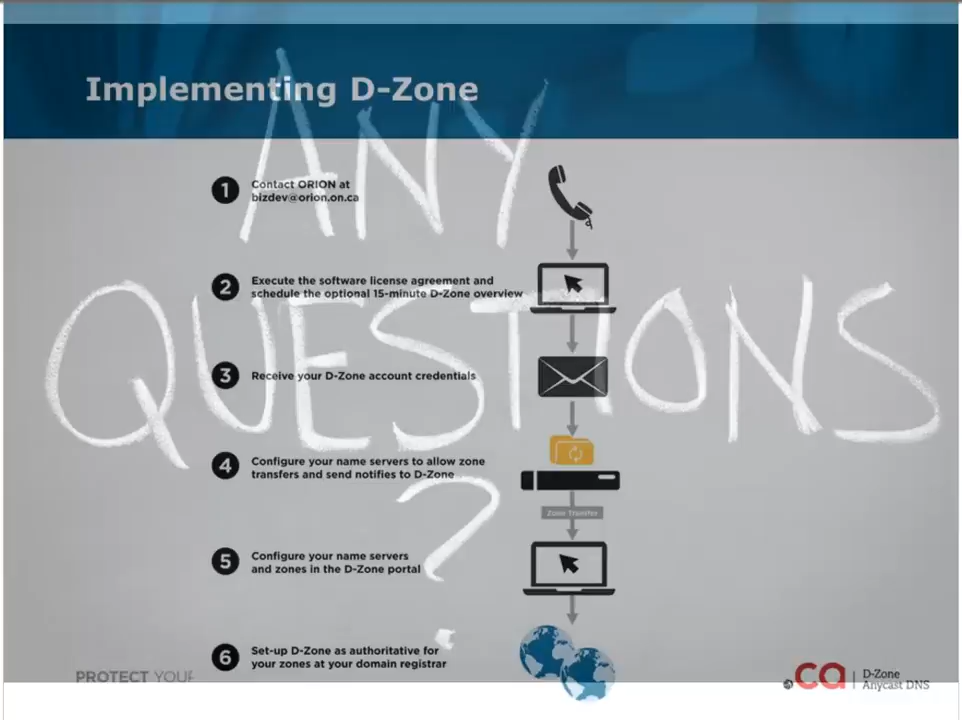 Implementing D-Zone
ANY
QUESTIONS
?
1
Contact ORION at
bizdev@orion.on.ca
2
Execute the software license agreement and
schedule the optional 15-minute D-Zone overview
3
Receive your D-Zone account credentials
4
Configure your name servers to allow zone
transfers and send notifies to D-Zone
Zone Transfer
5
Configure your name servers
and zones in the D-Zone portal
6
Set-up D-Zone as authoritative for
your zones at your domain registrar
PROTECT YOUR
ca
D-Zone
Anycast DNS